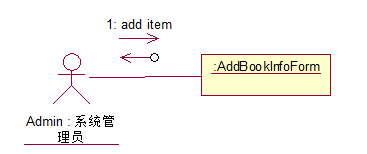 1: add item
:AddBookInfoForm
Admin : 系统管
理员